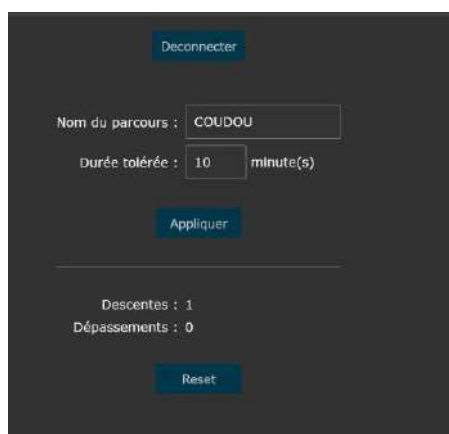 Deconnecter
Nom du parcours : COUDOU
Durée tolérée : 10 minute(s)
Appliquer
Descentes : 1
Dépassements : 0
Reset